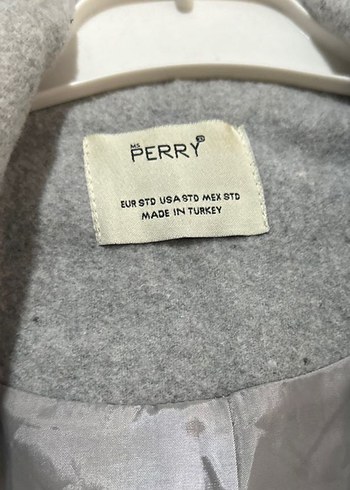 MS
PERRY
EUR STD USA STD MEX STD
MADE IN TURKEY